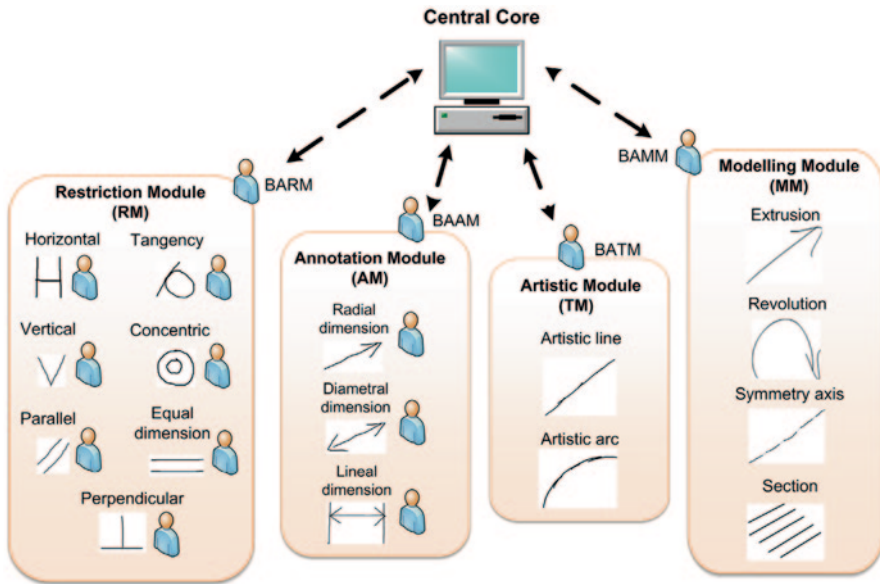 Central Core
BARM
BAAM
BATM
BAMM
Restriction Module
(RM)
Horizontal
Tangency
Vertical
Concentric
Parallel
Equal
dimension
Perpendicular
Annotation Module
(AM)
Radial
dimension
Diametral
dimension
Lineal
dimension
Artistic Module
(TM)
Artistic line
Artistic arc
Modelling Module
(MM)
Extrusion
Revolution
Symmetry axis
Section